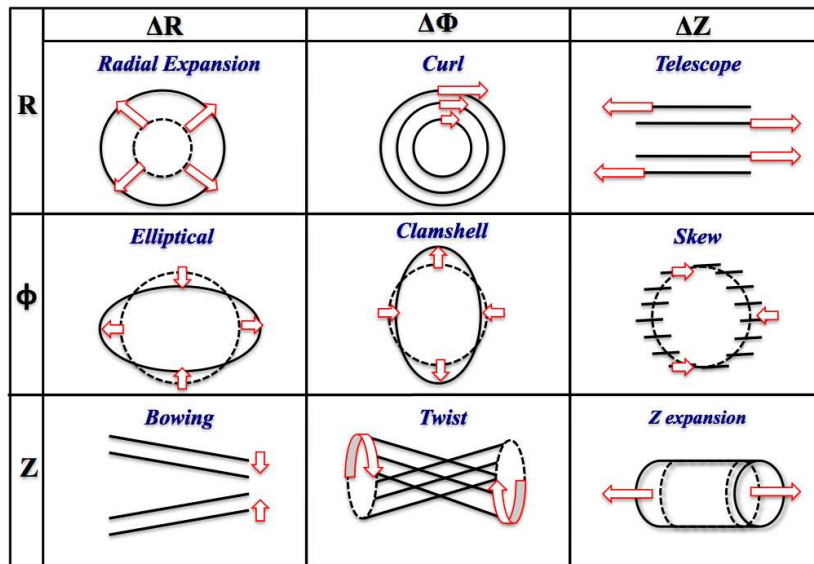 ΔR ΔΦ ΔZ
R Radial Expansion Curl Telescope
ϕ Elliptical Clamshell Skew
Z Bowing Twist Z expansion